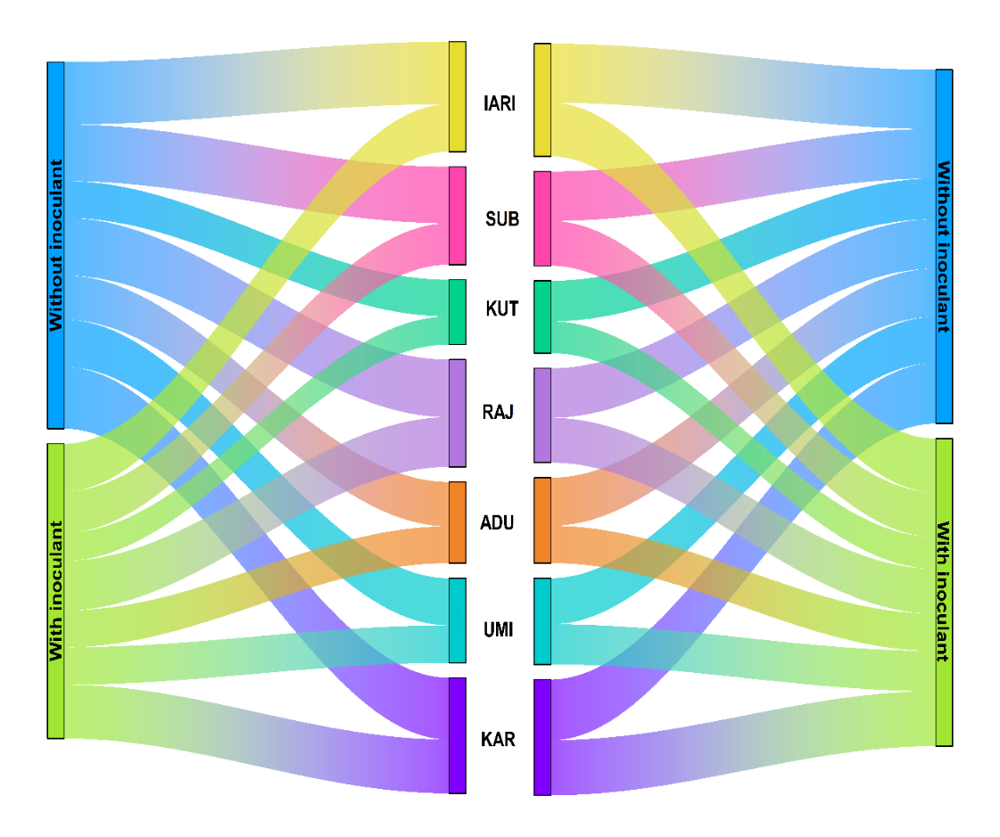 Without inoculant
With inoculant
IARI
SUB
KUT
RAJ
ADU
UMI
KAR
Without inoculant
With inoculant